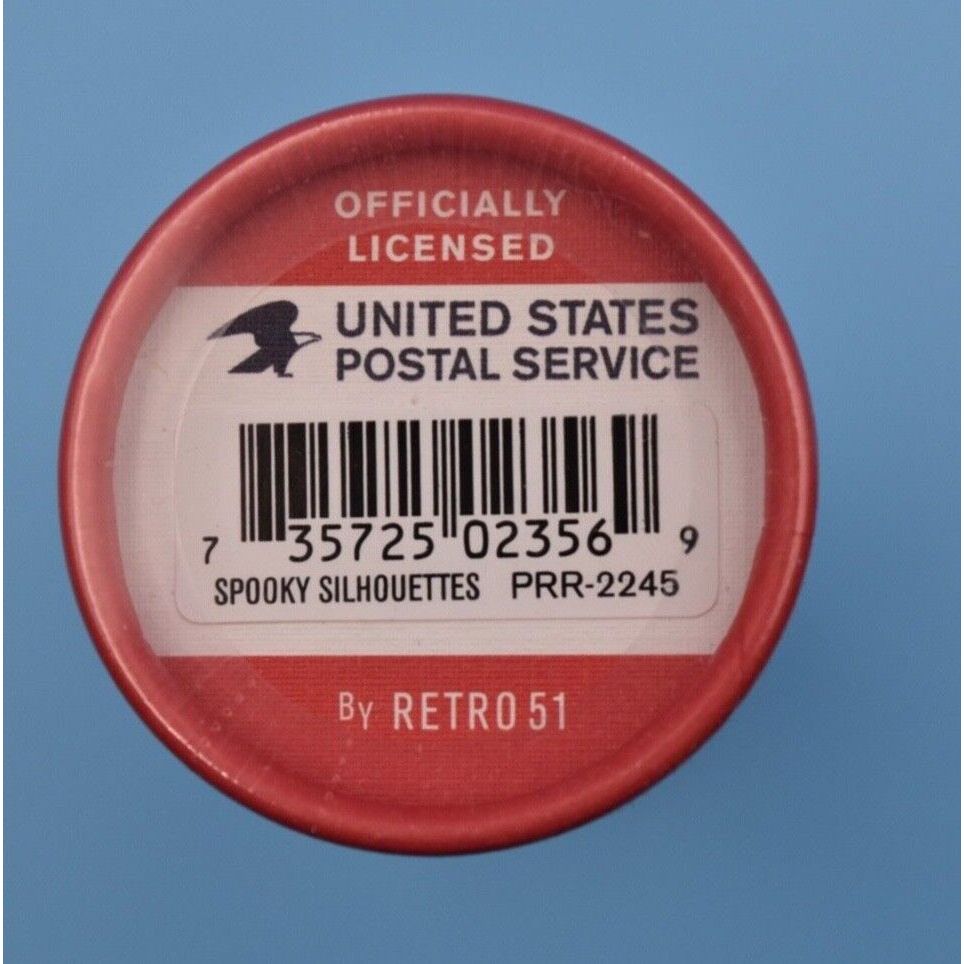 OFFICIALLY
LICENSED
UNITED STATES
POSTAL SERVICE
7 35725 02356 9
SPOOKY SILHOUETTES PRR-2245
By RETRO 51